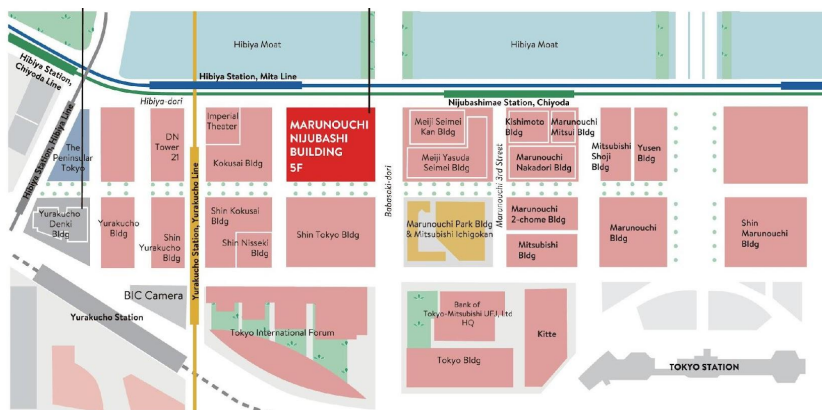 Hibiya Moat
Hibiya Moat
Hibiya Station,
Chiyoda Line
Hibiya Station, Mita Line
Hibiya-dori
Nijubashimae Station, Chiyoda
Hibiya Station, Hibiya Line
The
Peninsular
Tokyo
DN
Tower
21
Imperial
Theater
Kokusai Bldg
MARUNOUCHI
NIJUBASHI
BUILDING
5F
Babasaki-dori
Meiji Seimei
Kan Bldg
Meiji Yasuda
Seimei Bldg
Marunouchi 3rd Street
Kishimoto
Bldg
Marunouchi
Mitsui Bldg
Marunouchi
Nakadori Bldg
Mitsubishi
Shoji Bldg
Yusen
Bldg
Yurakucho
Denki
Bldg
Yurakucho
Bldg
Shin
Yurakucho
Bldg
Yurakucho Station, Yurakucho Line
Shin Kokusai
Bldg
Shin Nisseki
Bldg
Shin Tokyo Bldg
Marunouchi Park Bldg
& Mitsubishi Ichigokan
Marunouchi
2-chome Bldg
Mitsubishi
Bldg
Marunouchi
Bldg
Shin
Marunouchi Bldg
BIC Camera
Yurakucho Station
Tokyo International Forum
Bank of
Tokyo-Mitsubishi UFJ, Ltd
HQ
Tokyo Bldg
Kitte
TOKYO STATION